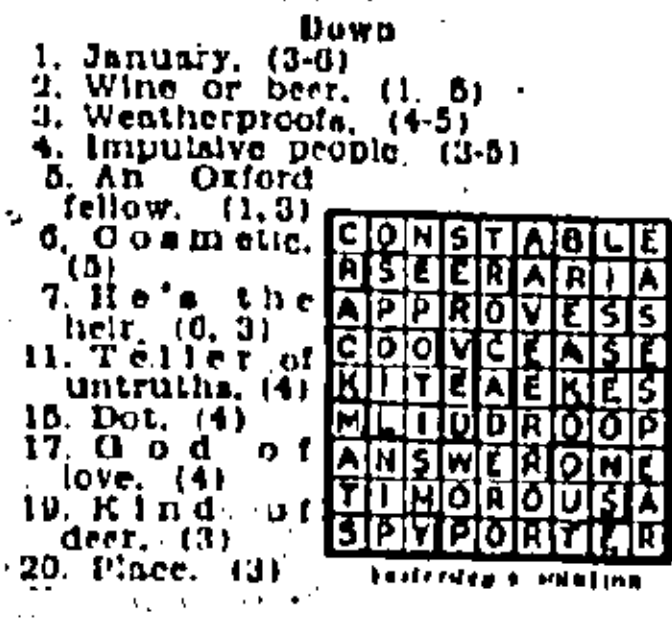 Down
1. January. (3-6)
2. Wine or beer. (1, 5)
3. Weatherproofs. (4-5)
4. Impulsive people. (3-5)
5. An Oxford
fellow. (1,3)
6. Cosmetic.
(5)
7. He's the
heir. (6, 3)
11. Teller of
untruths. (4)
15. Dot. (4)
17. God of
love. (4)
19. Kind of
deer. (3)
20. Place. (3)
CONSTABLE
RSEERARIA
APPROVESS
COOVCEASE
KITEAEKES
MLIUDROOP
ANSWERONE
TIMOROUSA
SPYPORTER
Yesterday's solution